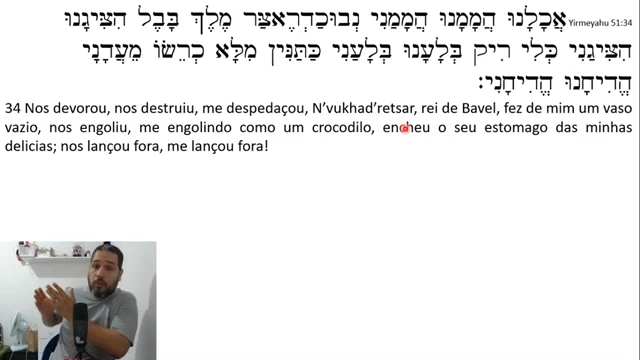 אֲכָלָנוּ הֲמָמָנוּ הֲמָמַנִי נְבוּכַדְרֶאצַּר מֶלֶךְ בָּבֶל הִצִּיגָנוּ Yirmeyahu 51:34
הִצִּיגַנִי כְּלִי רִיק בְּלָעָנוּ בְּלָעַנִי כַּתַּנִּין מִלָּא כְרֵשׂוֹ מֵעֲדָנָי
הֱדִיחָנוּ הֱדִיחָנִי׃
34 Nos devorou, nos destruiu, me despedaçou, N’vukhad’retsar, rei de Bavel, fez de mim um vaso
vazio, nos engoliu, me engolindo como um crocodilo, encheu o seu estomago das minhas
delicias; nos lançou fora, me lançou fora!